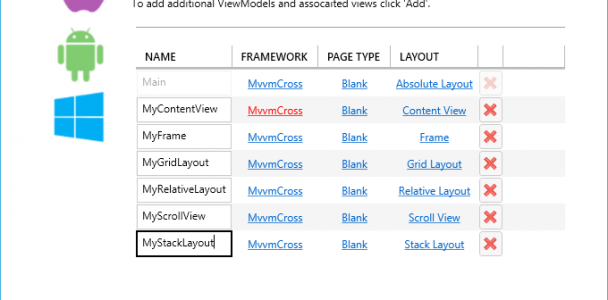 To add additional ViewModels and assocaited views click 'Add'.
NAME FRAMEWORK PAGE TYPE LAYOUT
Main MvvmCross Blank Absolute Layout
MyContentView MvvmCross Blank Content View
MyFrame MvvmCross Blank Frame
MyGridLayout MvvmCross Blank Grid Layout
MyRelativeLayout MvvmCross Blank Relative Layout
MyScrollView MvvmCross Blank Scroll View
MyStackLayout MvvmCross Blank Stack Layout